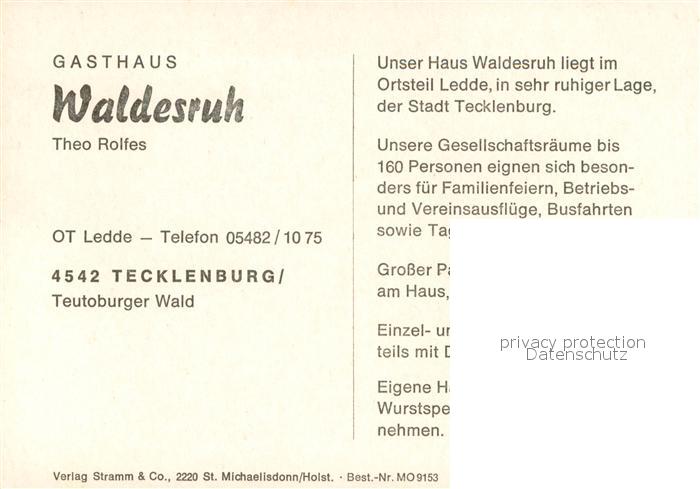 GASTHAUS
Waldesruh
Theo Rolfes
OT Ledde – Telefon 05482/1075
4542 TECKLENBURG/
Teutoburger Wald
Unser Haus Waldesruh liegt im
Ortsteil Ledde, in sehr ruhiger Lage,
der Stadt Tecklenburg.
Unsere Gesellschaftsräume bis
160 Personen eignen sich beson-
ders für Familienfeiern, Betriebs-
und Vereinsausflüge, Busfahrten
sowie
Großer
am Haus,
Einzel-
teils mit
Eigene
nehmen.
privacy protection
Datenschutz
Verlag Stramm & Co., 2220 St. Michaelisdonn/Holst. · Best.-Nr. MO9153